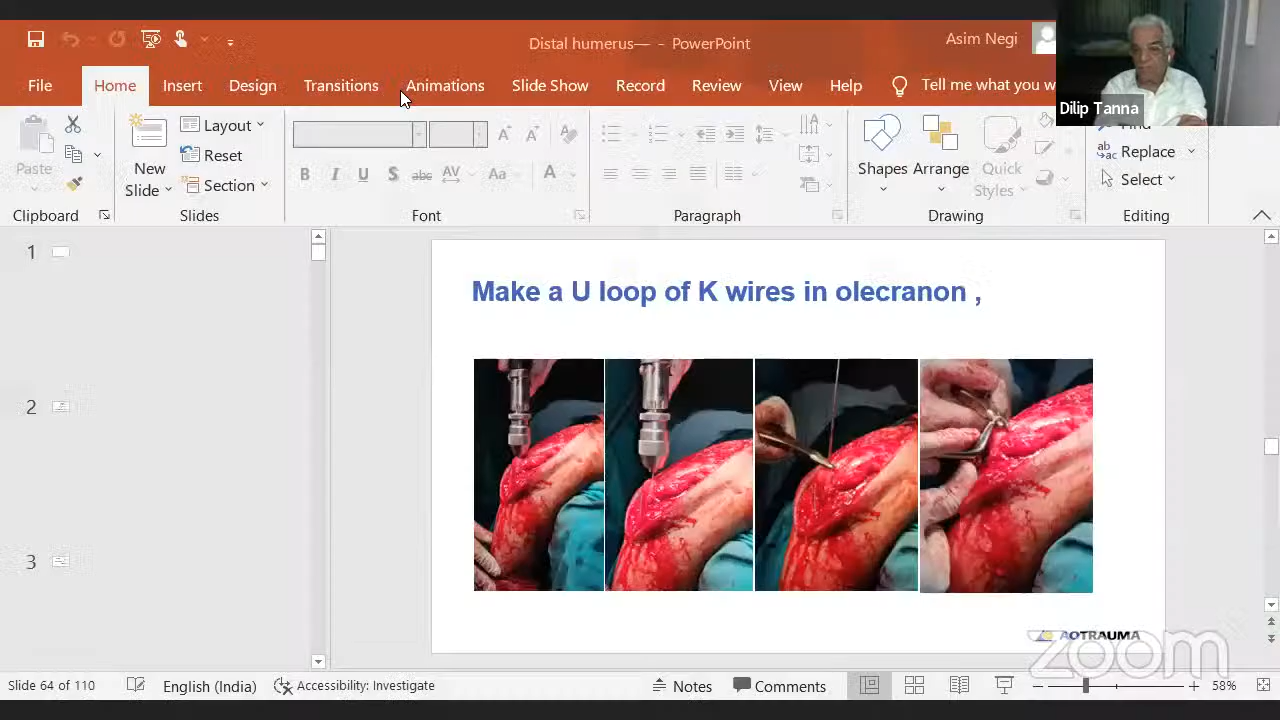 Distal humerus— - PowerPoint
Asim Negi
File Home Insert Design Transitions Animations Slide Show Record Review View Help Tell me what you w
Dilip Tanna
Paste
New Slide
Layout
Reset
Section
B I U S abc AV Aa A
Shapes
Arrange
Quick Styles
Replace
Select
Clipboard Slides Font Paragraph Drawing Editing
1
2
3
Make a U loop of K wires in olecranon ,
AOTRAUMA
zoom
Slide 64 of 110 English (India) Accessibility: Investigate Notes Comments 58%